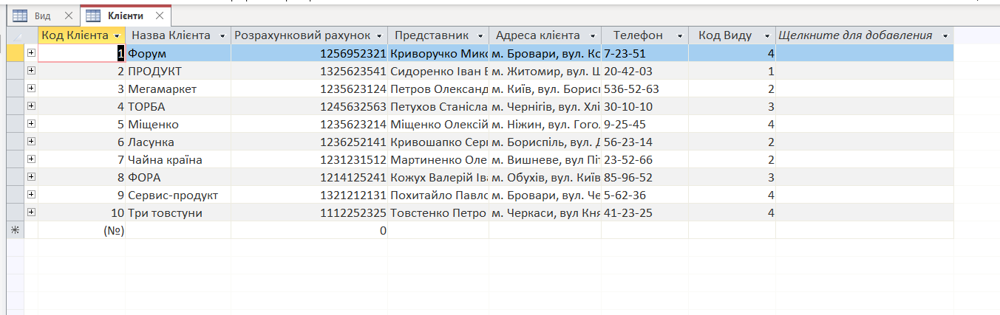 Вид Клієнти
Код Клієнта Назва Клієнта Розрахунковий рахунок Представник Адреса клієнта Телефон Код Виду Щелкните для добавления
1 Форум 1256952321 Криворучко Мико м. Бровари, вул. Ко 7-23-51 4
2 ПРОДУКТ 1325623541 Сидоренко Іван м. Житомир, вул. 20-42-03 1
3 Мегамаркет 1235623124 Петров Олександ м. Київ, вул. Борис 536-52-63 2
4 ТОРБА 1245632563 Петухов Станісла м. Чернігів, вул. Хлі 30-10-10 3
5 Міщенко 1235623214 Міщенко Олексій м. Ніжин, вул. Гого 9-25-45 4
6 Ласунка 1236252141 Кривошапко Сер м. Бориспіль, вул. 56-23-14 2
7 Чайна країна 1231231512 Мартиненко Оле м. Вишневе, вул Піт 23-52-66 2
8 ФОРА 1214125241 Кожух Валерій Іва м. Обухів, вул. Київ 85-96-52 3
9 Сервис-продукт 1321212131 Похитайло Павло м. Бровари, вул. Че 5-62-36 4
10 Три товстуни 1112252325 Товстенко Петро м. Черкаси, вул Кня 41-23-25 4
(№) 0